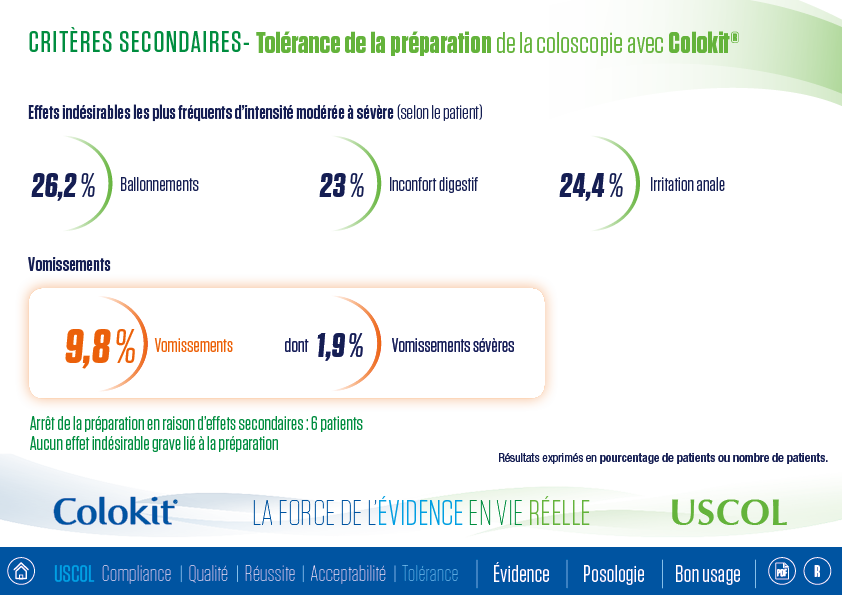 CRITÈRES SECONDAIRES- Tolérance de la préparation de la coloscopie avec Colokit®
Effets indésirables les plus fréquents d'intensité modérée à sévère (selon le patient)
26,2 % Ballonnements 23 % Inconfort digestif 24,4 % Irritation anale
Vomissements
9,8 % Vomissements dont 1,9 % Vomissements sévères
Arrêt de la préparation en raison d'effets secondaires : 6 patients
Aucun effet indésirable grave lié à la préparation
Résultats exprimés en pourcentage de patients ou nombre de patients.
Colokit® LA FORCE DE L'ÉVIDENCE EN VIE RÉELLE USCOL
USCOL Compliance | Qualité | Réussite | Acceptabilité | Tolérance | Évidence | Posologie | Bon usage | PDF R